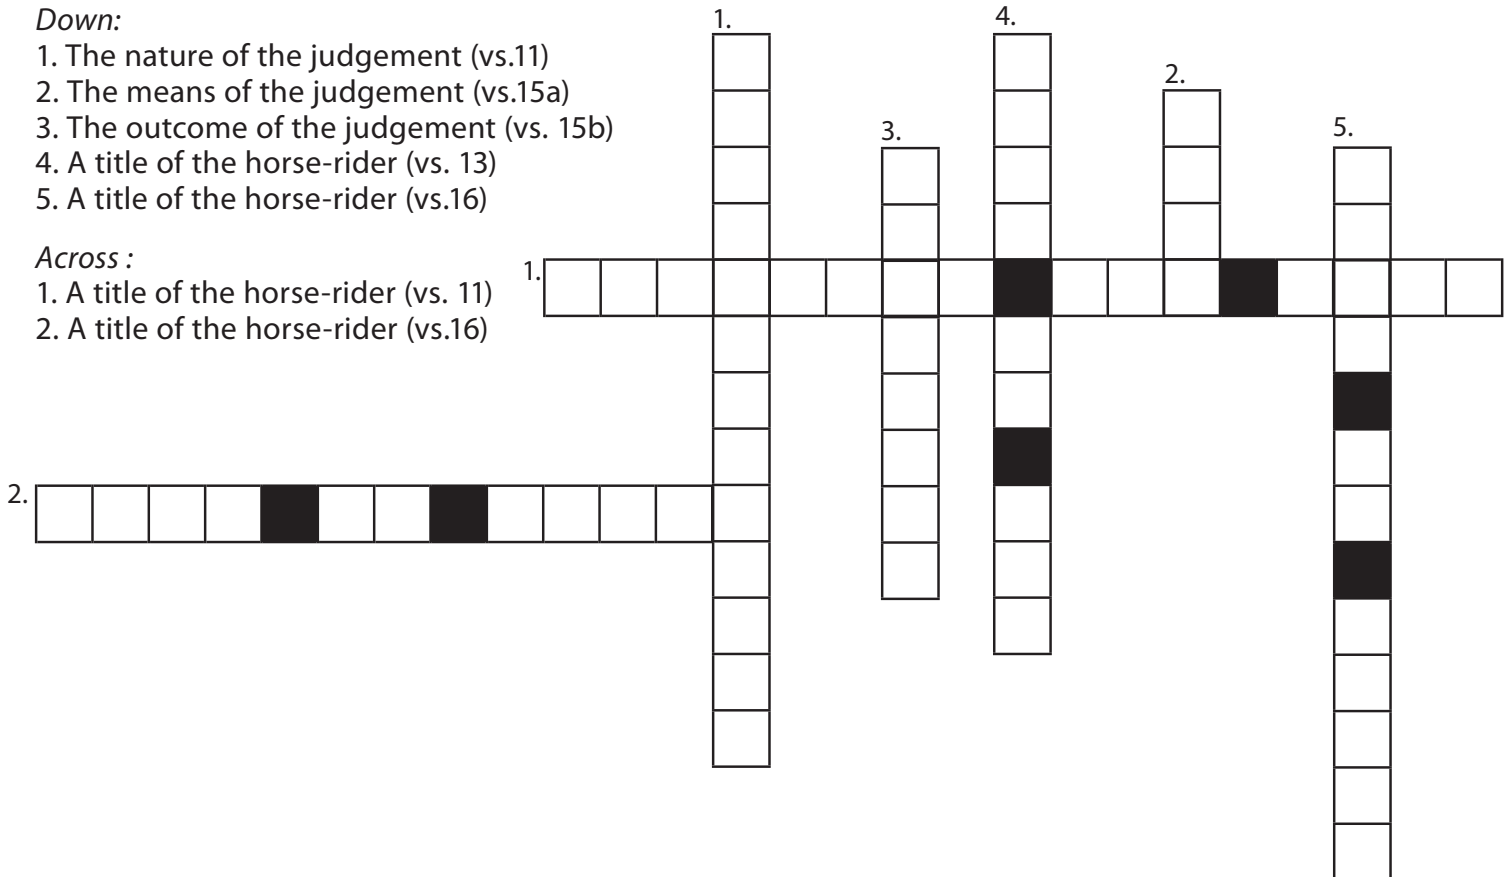 Down:
1. The nature of the judgement (vs.11)
2. The means of the judgement (vs.15a)
3. The outcome of the judgement (vs. 15b)
4. A title of the horse-rider (vs. 13)
5. A title of the horse-rider (vs.16)
Across :
1. A title of the horse-rider (vs. 11)
2. A title of the horse-rider (vs.16)
1.
4.
2.
3.
5.
1.
2.